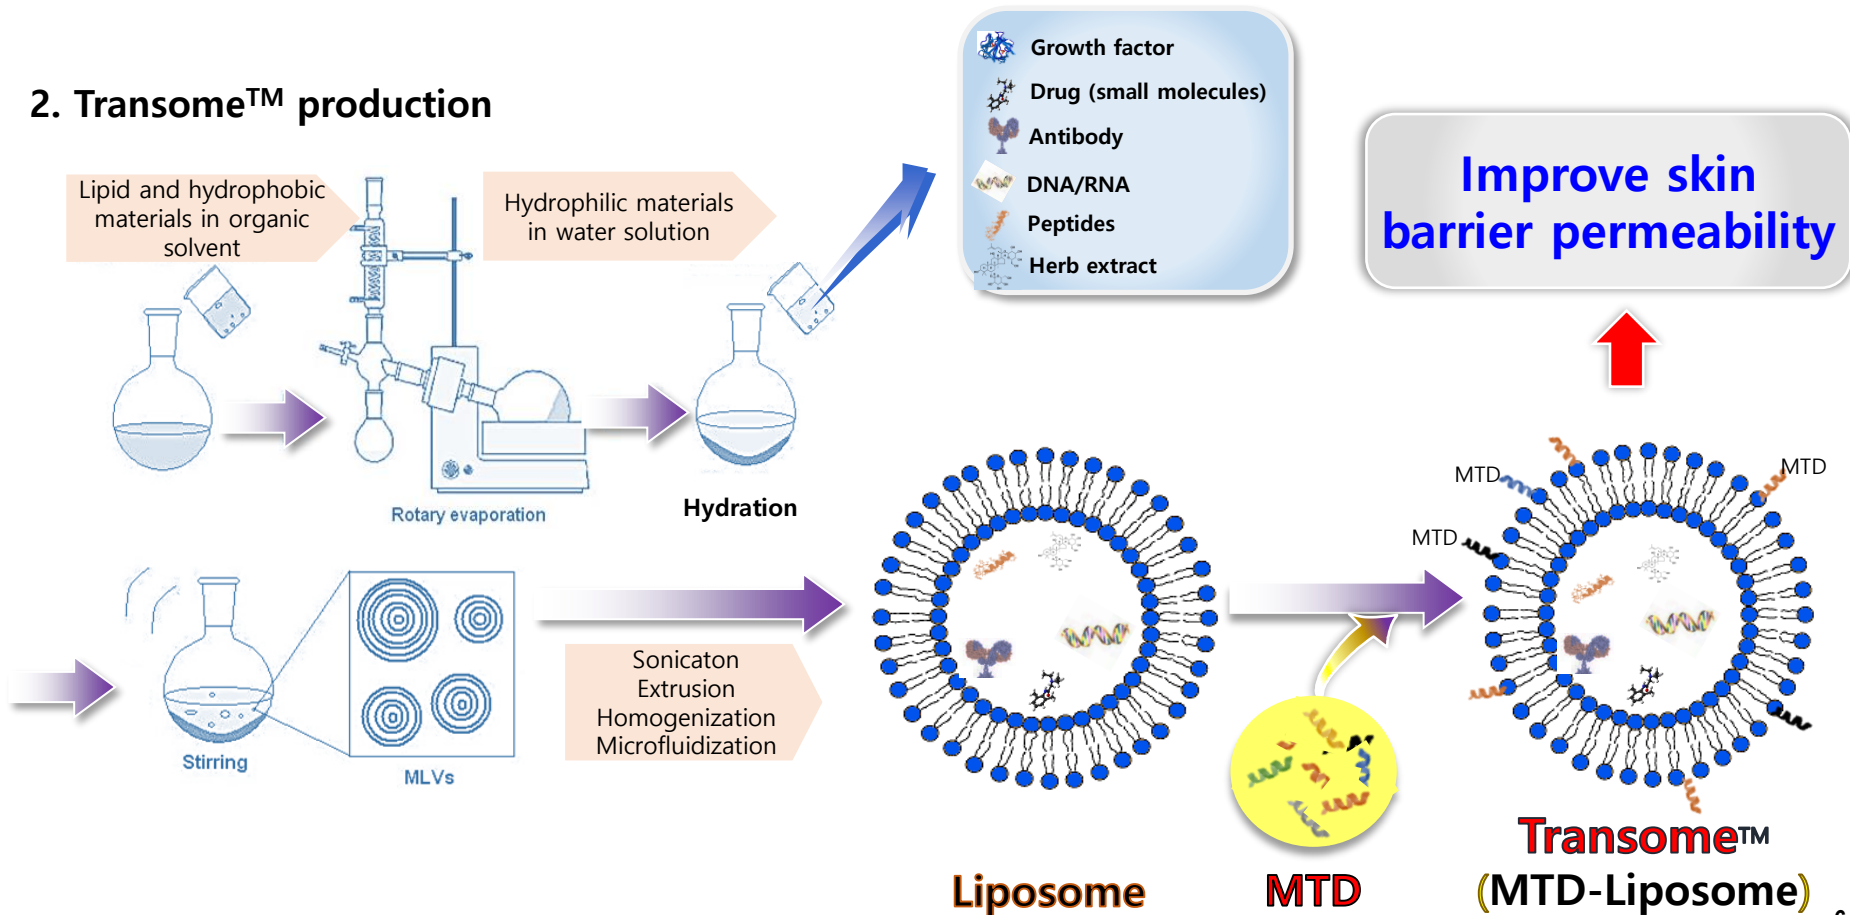 2. Transome™ production
Lipid and hydrophobic
materials in organic
solvent
Hydrophilic materials
in water solution
Growth factor
Drug (small molecules)
Antibody
DNA/RNA
Peptides
Herb extract
Improve skin
barrier permeability
Rotary evaporation
Hydration
Stirring
MLVs
Sonicaton
Extrusion
Homogenization
Microfluidization
MTD
MTD
MTD
Liposome
MTD
Transome™
(MTD-Liposome)